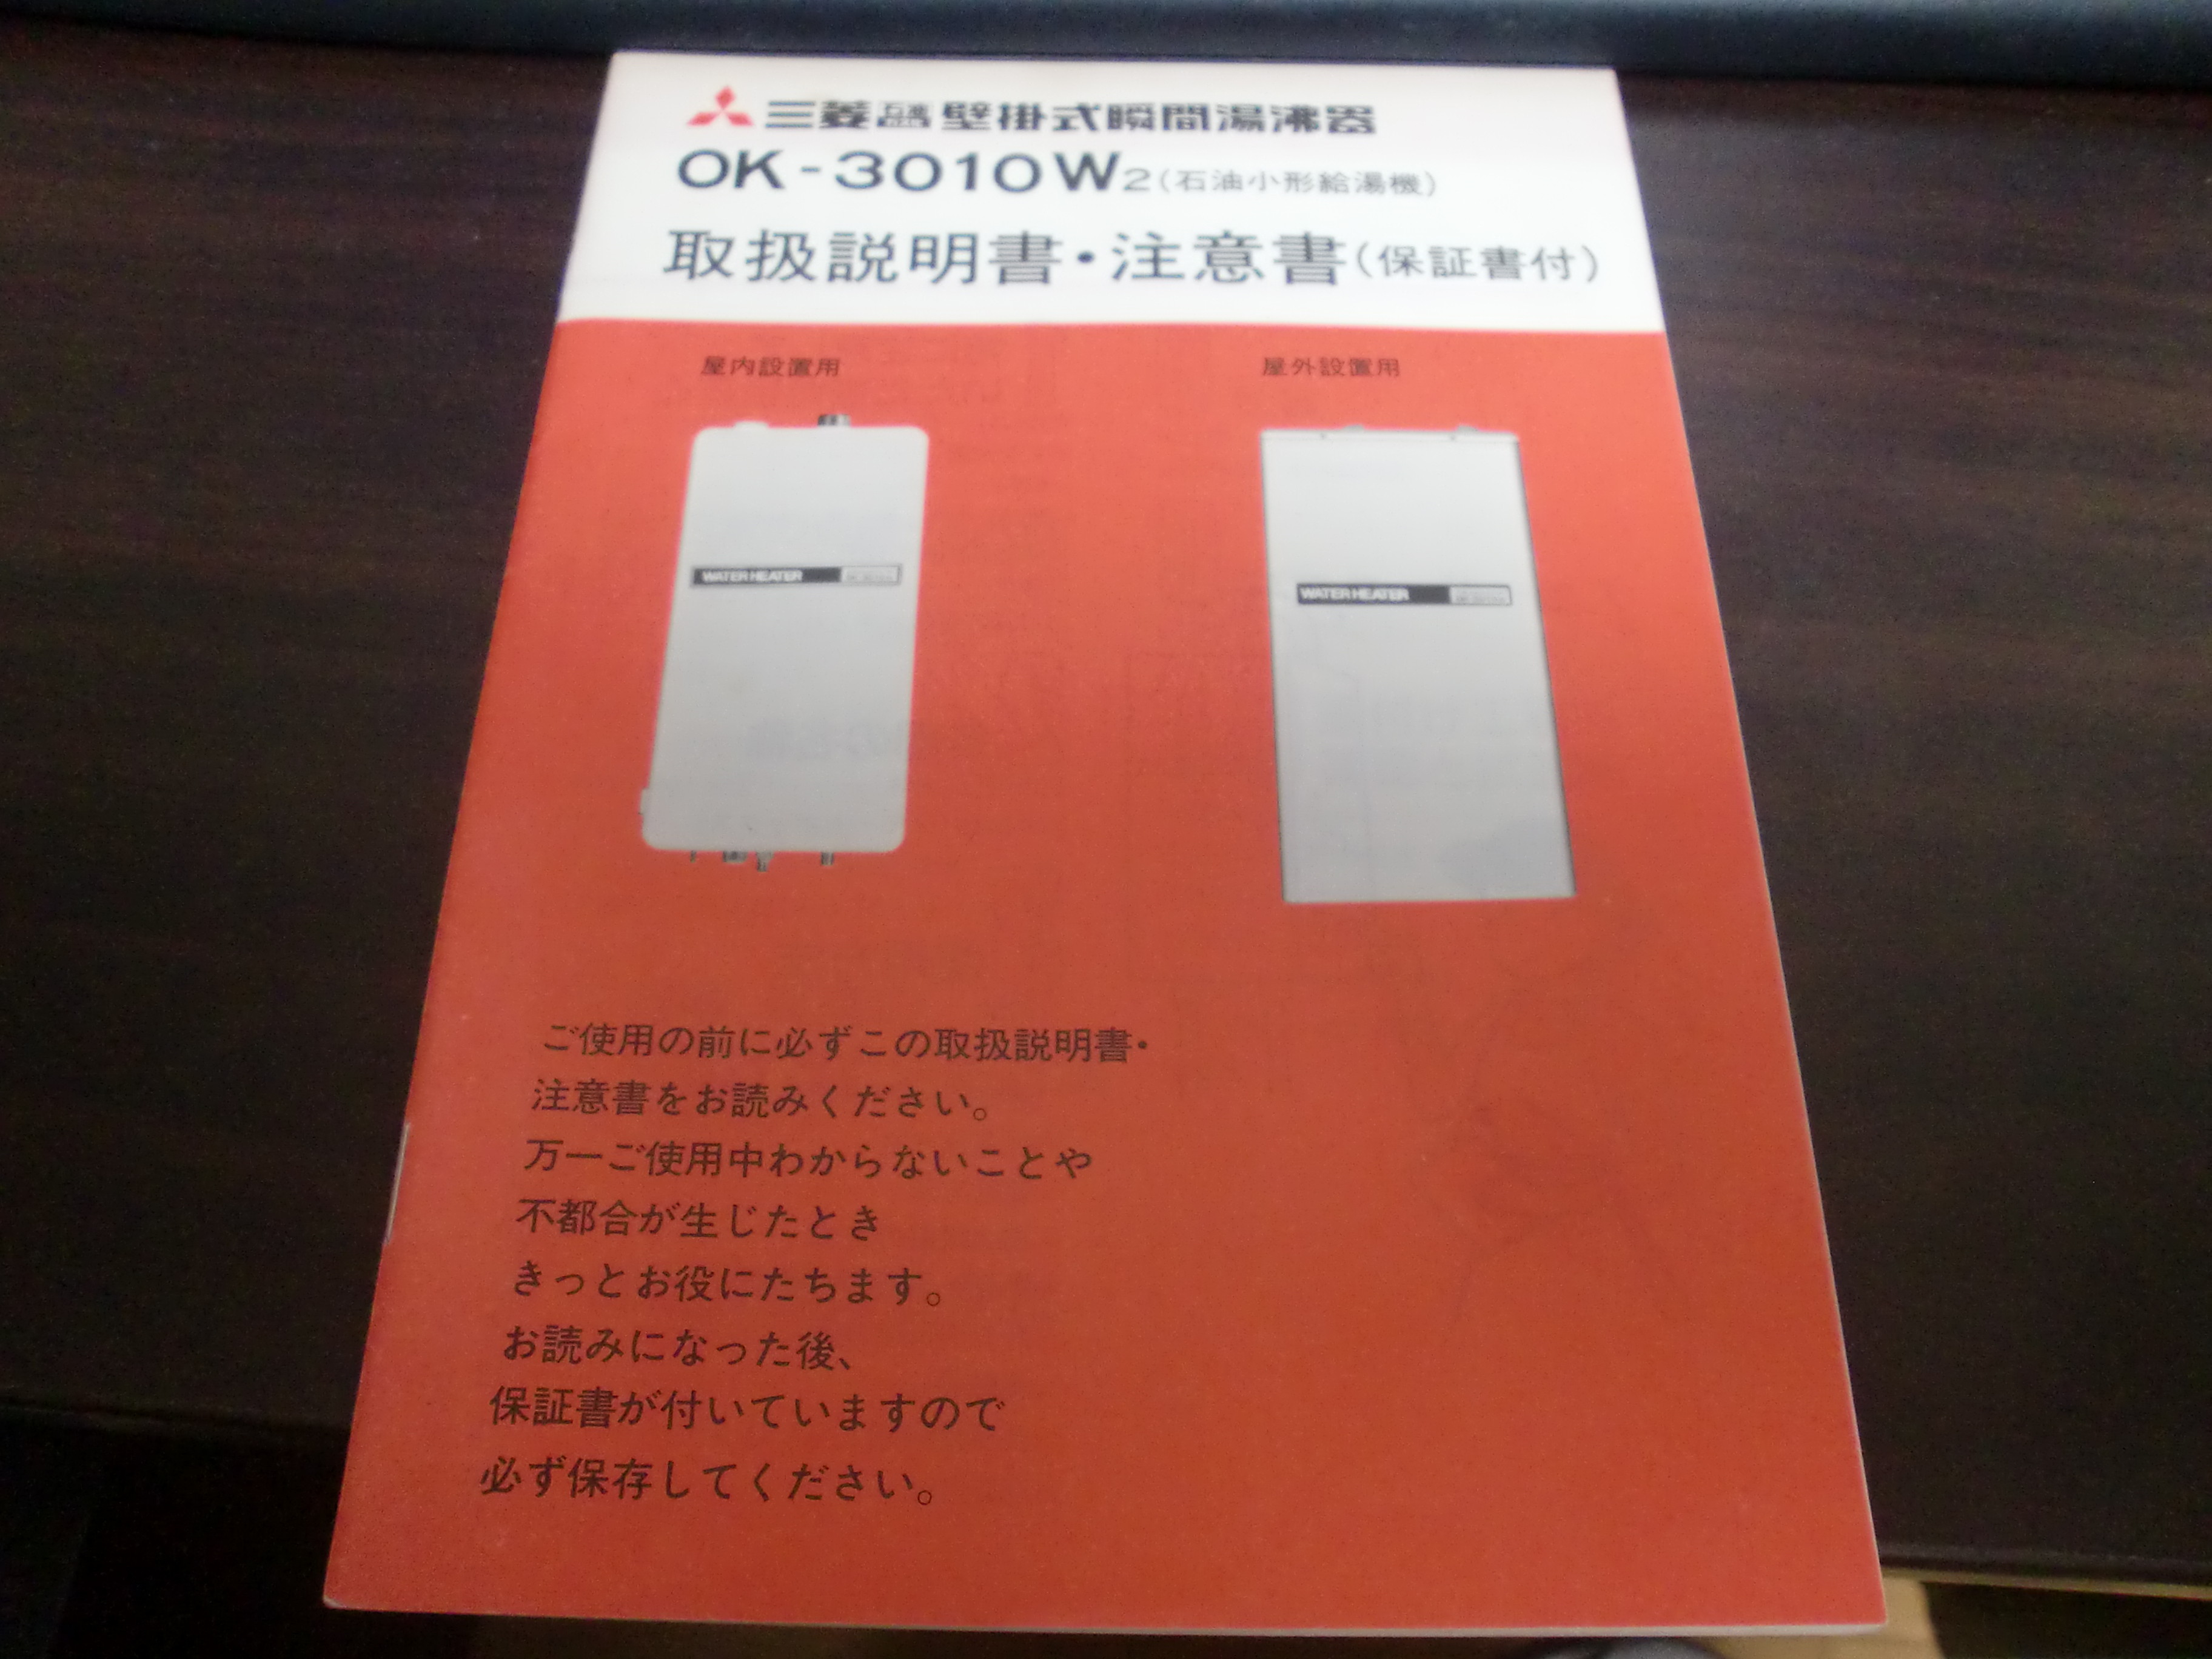 三菱石油壁掛式瞬間湯沸器
OK-3010W2(石油小形給湯機)
取扱説明書・注意書(保証書付)
屋内設置用
屋外設置用
WATER HEATER
WATER HEATER
ご使用の前に必ずこの取扱説明書・
注意書をお読みください。
万一ご使用中わからないことや
不都合が生じたとき
きっとお役にたちます。
お読みになった後、
保証書が付いていますので
必ず保存してください。